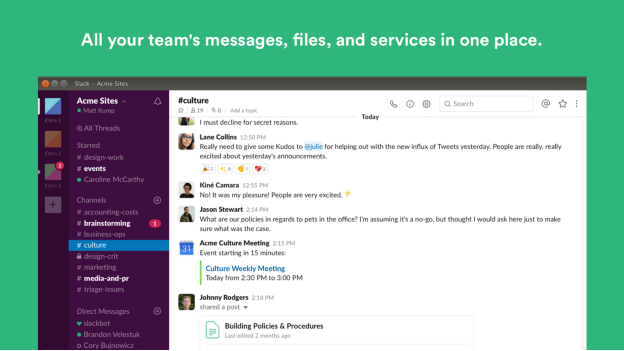 All your team's messages, files, and services in one place.
Slack – Acme Sites
Ctrl+1
Ctrl+2
2
Ctrl+3
Acme Sites
Matt Kump
All Threads
Starred
# design-work
# events
Caroline McCarthy
Channels
# accounting-costs
# brainstorming 1
# business-ops
# culture
design-crit
# marketing
# media-and-pr
# triage-issues
Direct Messages
slackbot
Brandon Velestuk
Cory Bujnowicz
#culture
19 0 Add a topic
Search
Today
I must decline for secret reasons.
Lane Collins 12:50 PM
Really need to give some Kudos to @julie for helping out with the new influx of Tweets yesterday. People are really, really
excited about yesterday's announcements.
2 8 1 3
Kiné Camara 12:55 PM
No! It was my pleasure! People are very excited.
Jason Stewart 2:14 PM
What are our policies in regards to pets in the office? I'm assuming it's a no-go, but thought I would ask here just to make
sure what was the case.
31
Acme Culture Meeting 2:15 PM
Event starting in 15 minutes:
Culture Weekly Meeting
Today from 2:30 PM to 3:00 PM
Johnny Rodgers 2:18 PM
shared a post
Building Policies & Procedures
Last edited 2 months ago